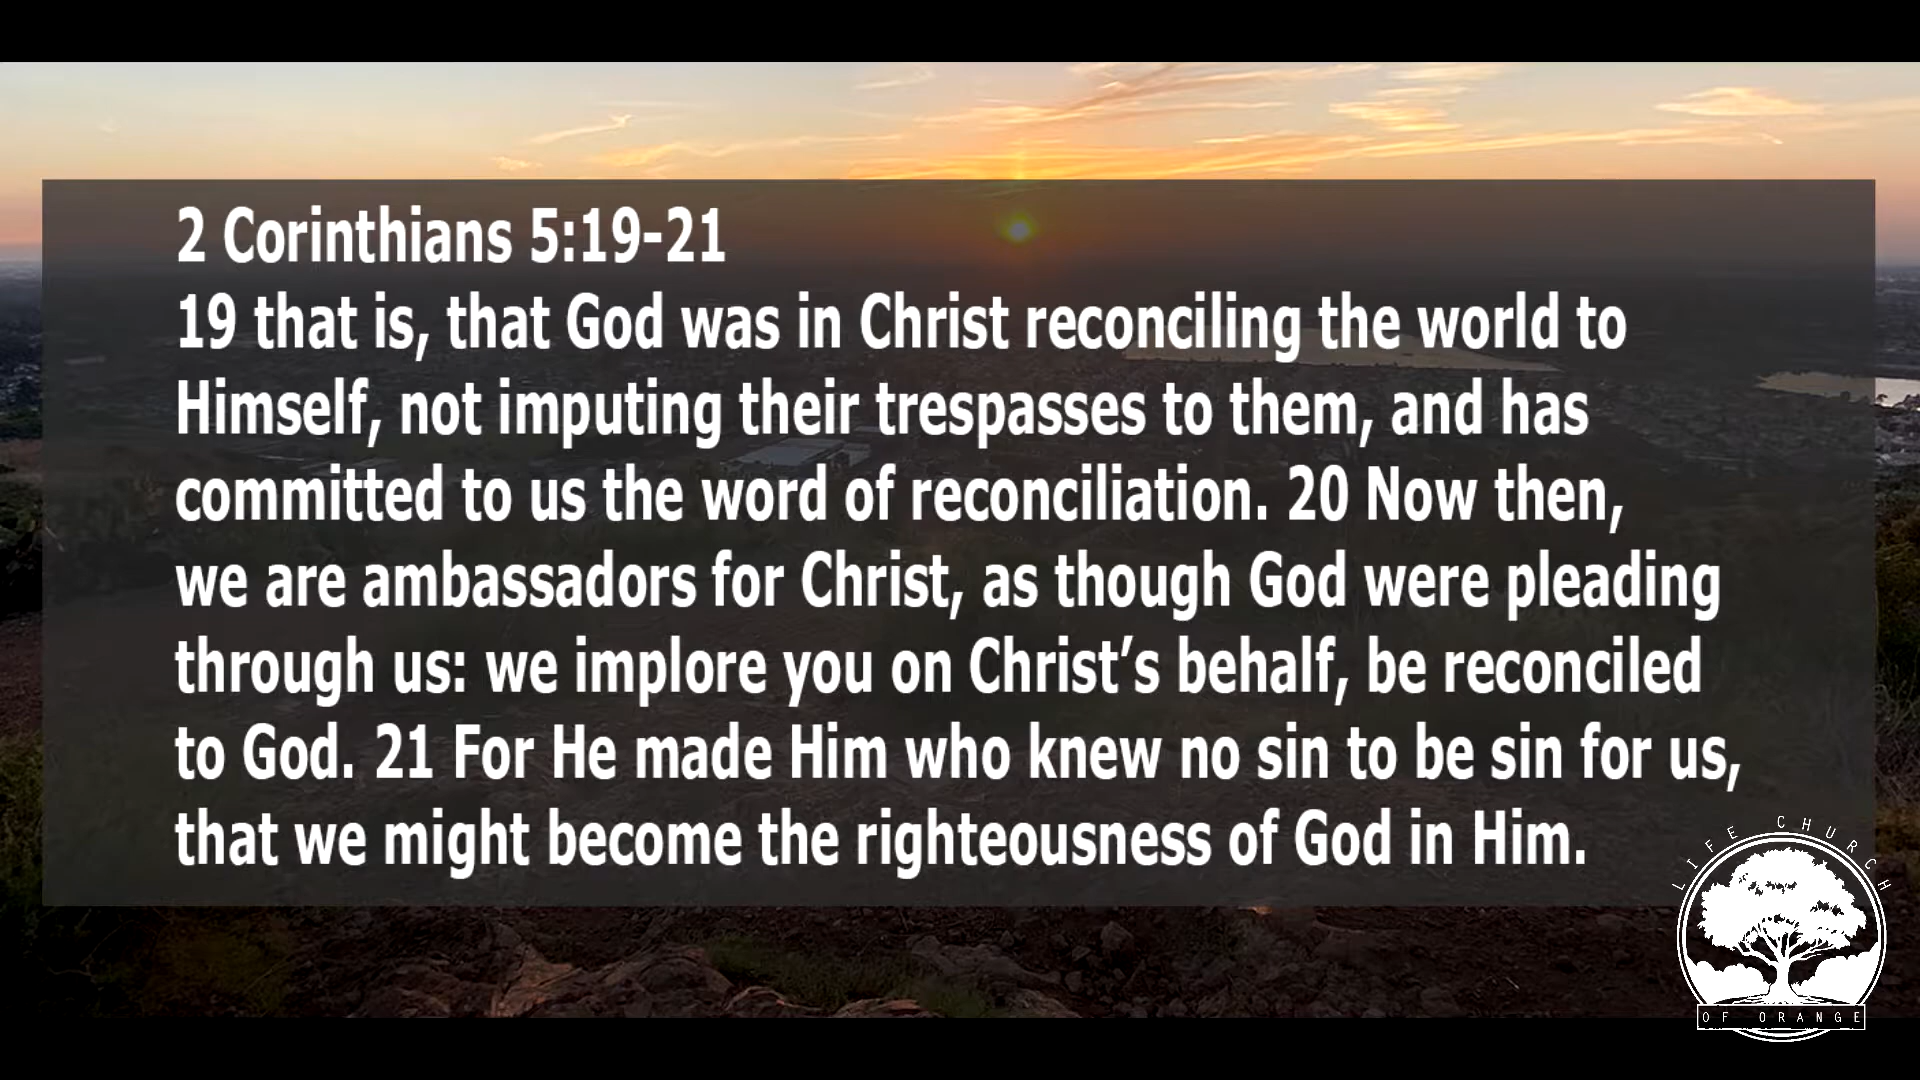 2 Corinthians 5:19-21
19 that is, that God was in Christ reconciling the world to
Himself, not imputing their trespasses to them, and has
committed to us the word of reconciliation. 20 Now then,
we are ambassadors for Christ, as though God were pleading
through us: we implore you on Christ’s behalf, be reconciled
to God. 21 For He made Him who knew no sin to be sin for us,
that we might become the righteousness of God in Him.
LIFE CHURCH
OF ORANGE